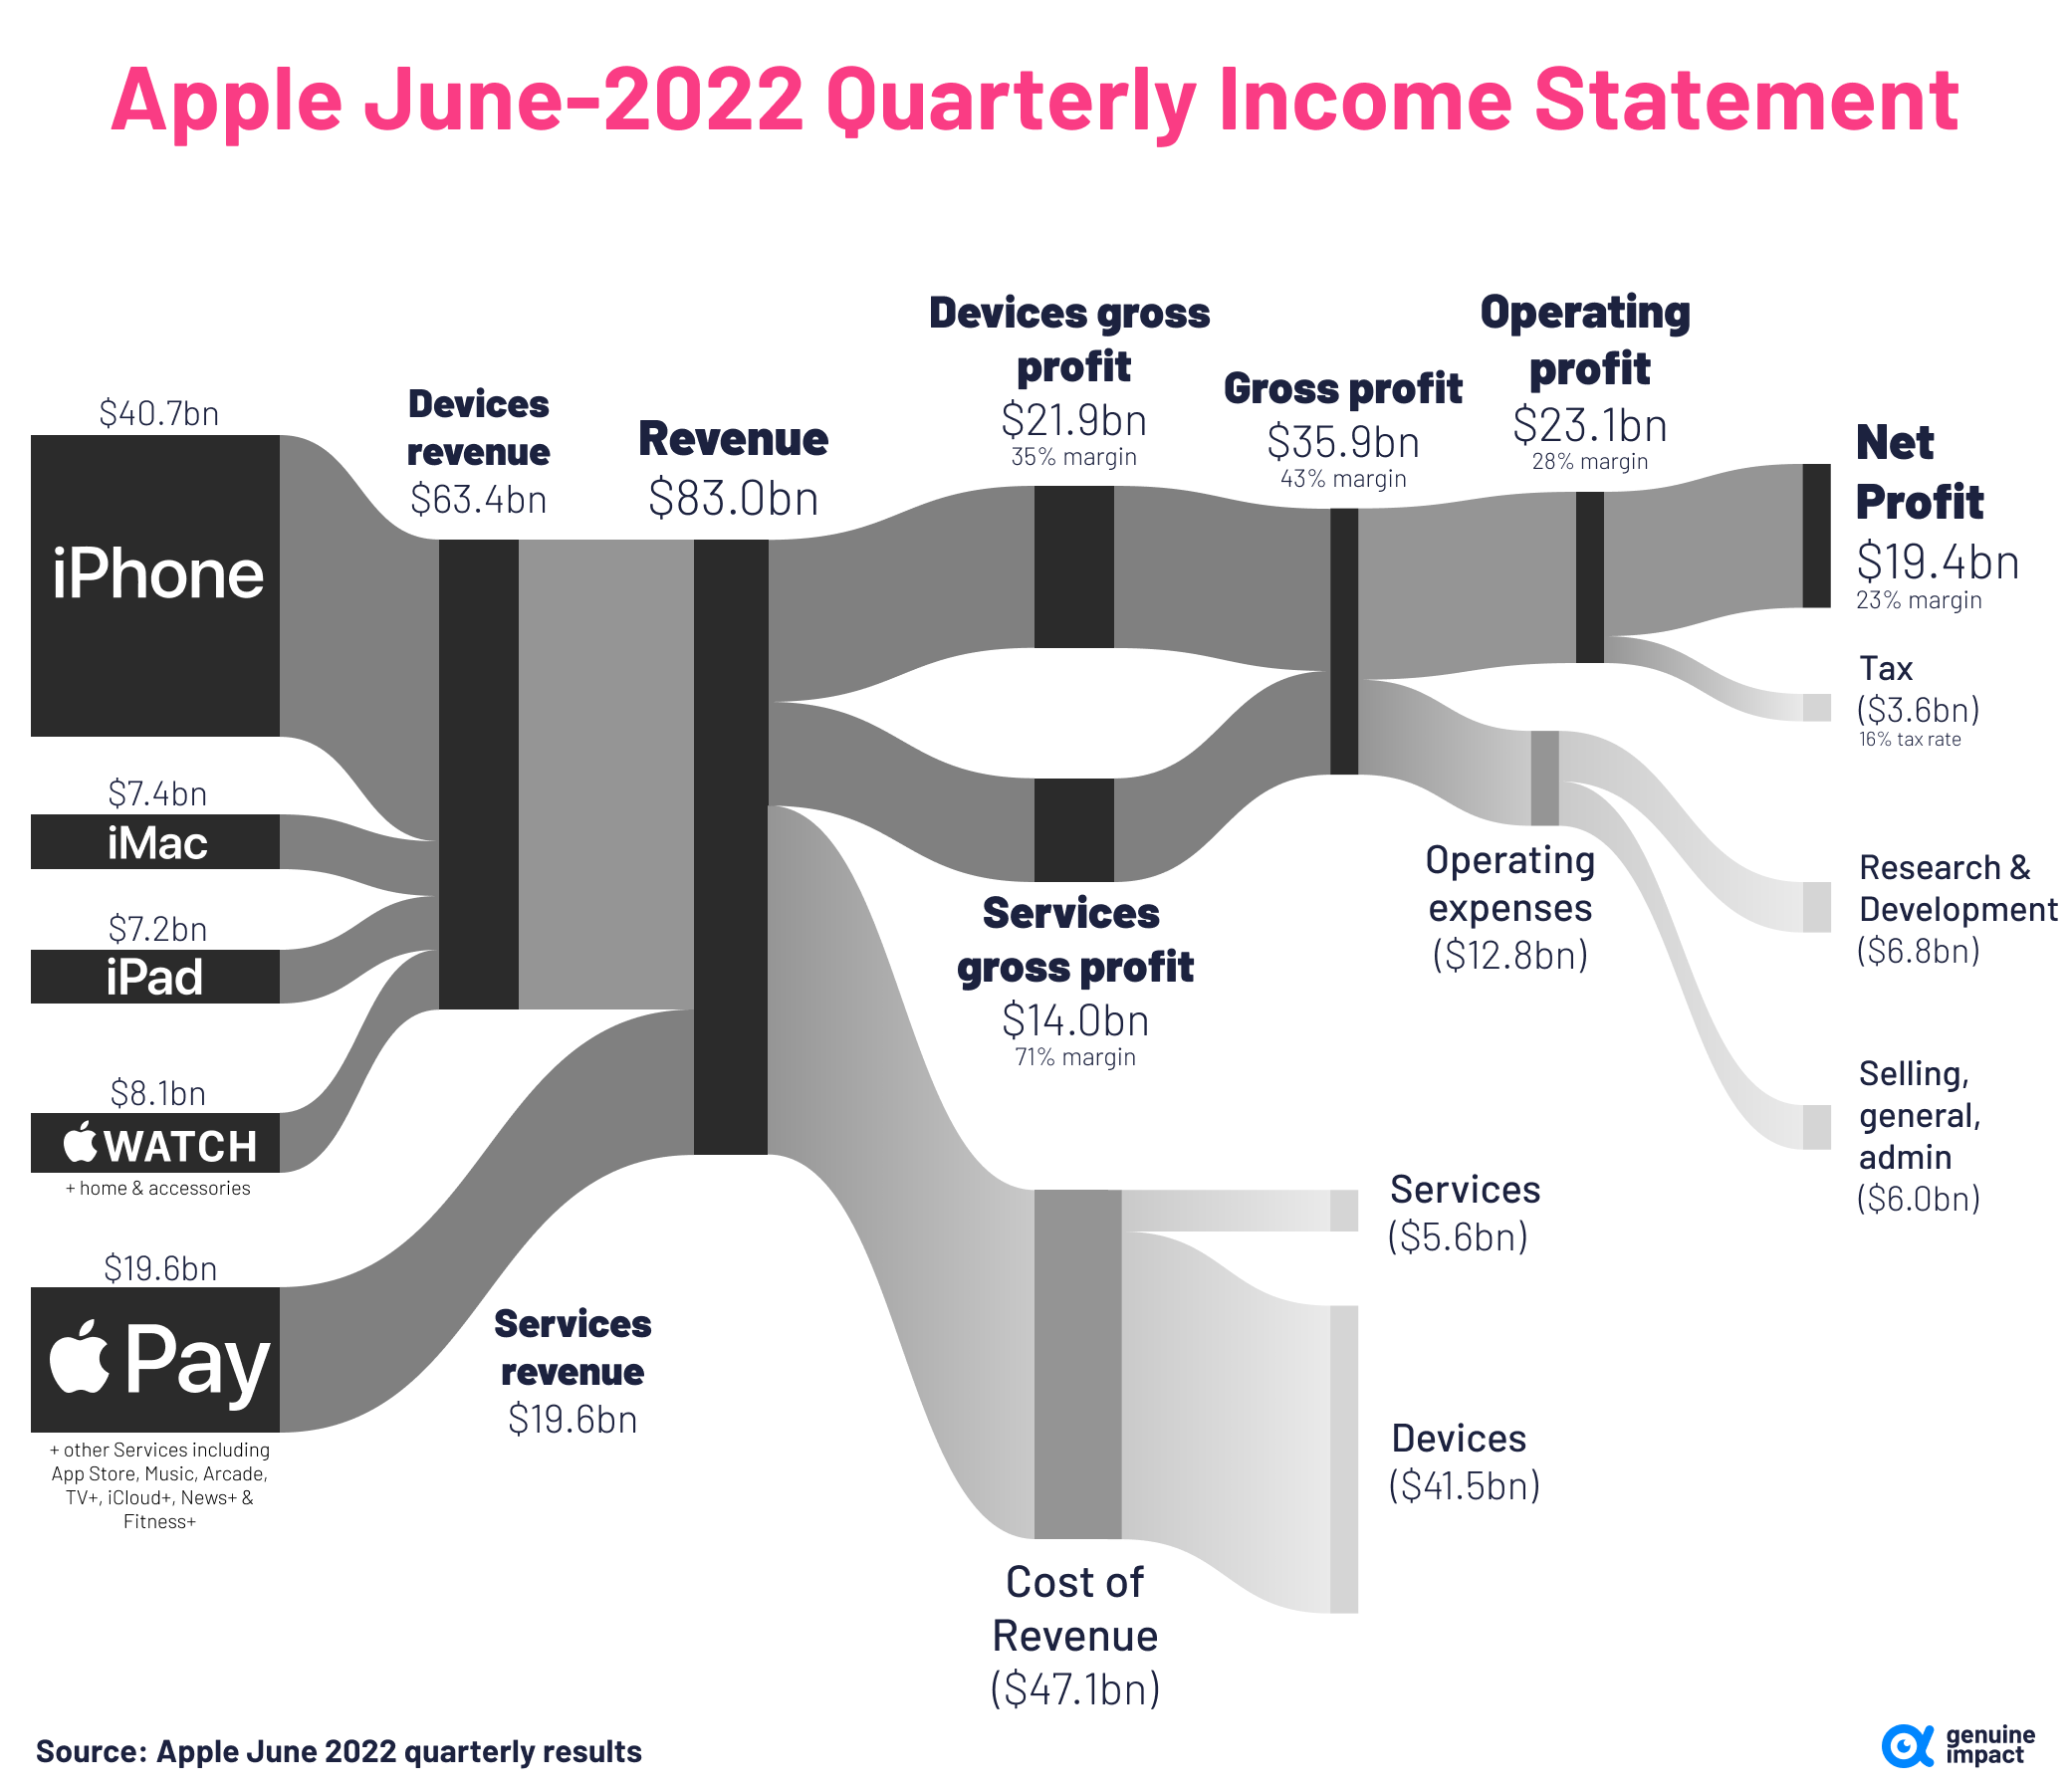 Apple June-2022 Quarterly Income Statement
$40.7bn
iPhone
$7.4bn
iMac
$7.2bn
iPad
$8.1bn
WATCH
+ home & accessories
$19.6bn
Pay
+ other Services including
App Store, Music, Arcade,
TV+, iCloud+, News+ &
Fitness+
Devices
revenue
$63.4bn
Services
revenue
$19.6bn
Revenue
$83.0bn
Devices gross
profit
$21.9bn
35% margin
Services
gross profit
$14.0bn
71% margin
Cost of
Revenue
($47.1bn)
Gross profit
$35.9bn
43% margin
Services
($5.6bn)
Devices
($41.5bn)
Operating
profit
$23.1bn
28% margin
Operating
expenses
($12.8bn)
Net
Profit
$19.4bn
23% margin
Tax
($3.6bn)
16% tax rate
Research &
Development
($6.8bn)
Selling,
general,
admin
($6.0bn)
Source: Apple June 2022 quarterly results
genuine
impact